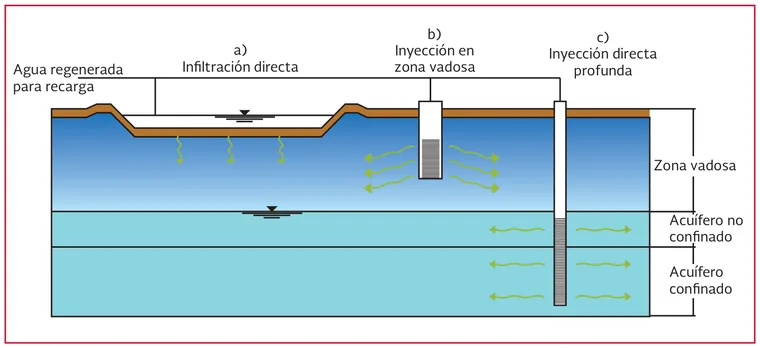 Agua regenerada
para recarga
a)
Infiltración directa
b)
Inyección en
zona vadosa
c)
Inyección directa
profunda
Zona vadosa
Acuífero no
confinado
Acuífero
confinado